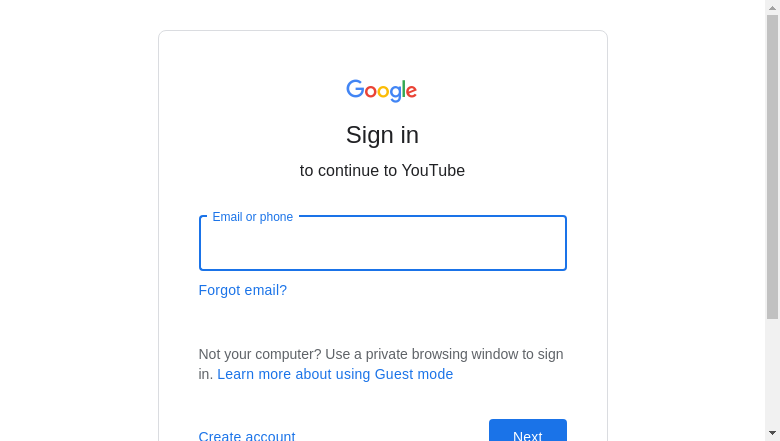 Google
Sign in
to continue to YouTube
Email or phone
Forgot email?
Not your computer? Use a private browsing window to sign
in. Learn more about using Guest mode
Create account
Next